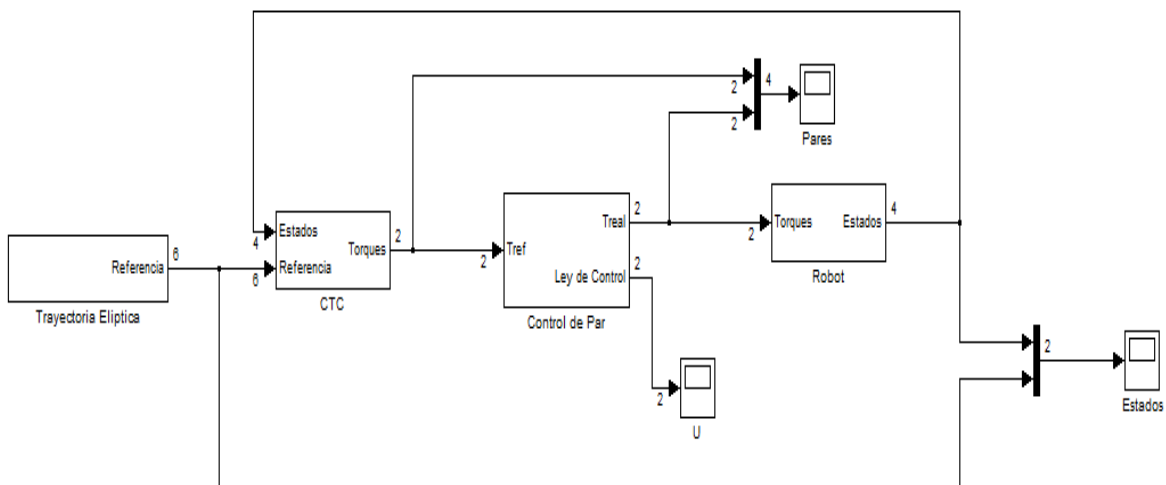 2
4
2
Pares
Treal
2
Tref
2
Ley de Control
2
Control de Par
Torques
2
Estados
4
Robot
Estados
4
Referencia
6
Torques
2
CTC
Referencia
6
Trayectoria Eliptica
2
U
2
Estados